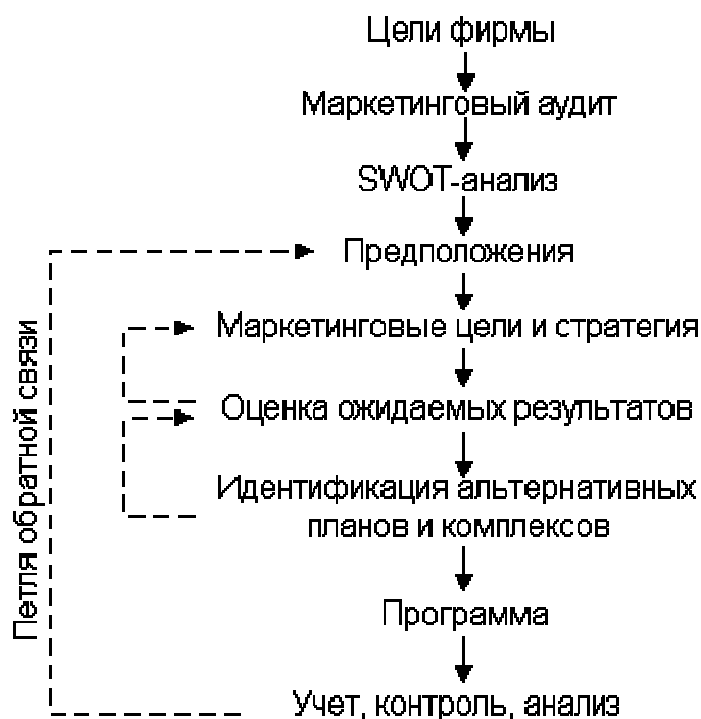 Цели фирмы
Маркетинговый аудит
SWOT-анализ
Предположения
Маркетинговые цели и стратегия
Оценка ожидаемых результатов
Идентификация альтернативных
планов и комплексов
Программа
Учет, контроль, анализ
Петля обратной связи